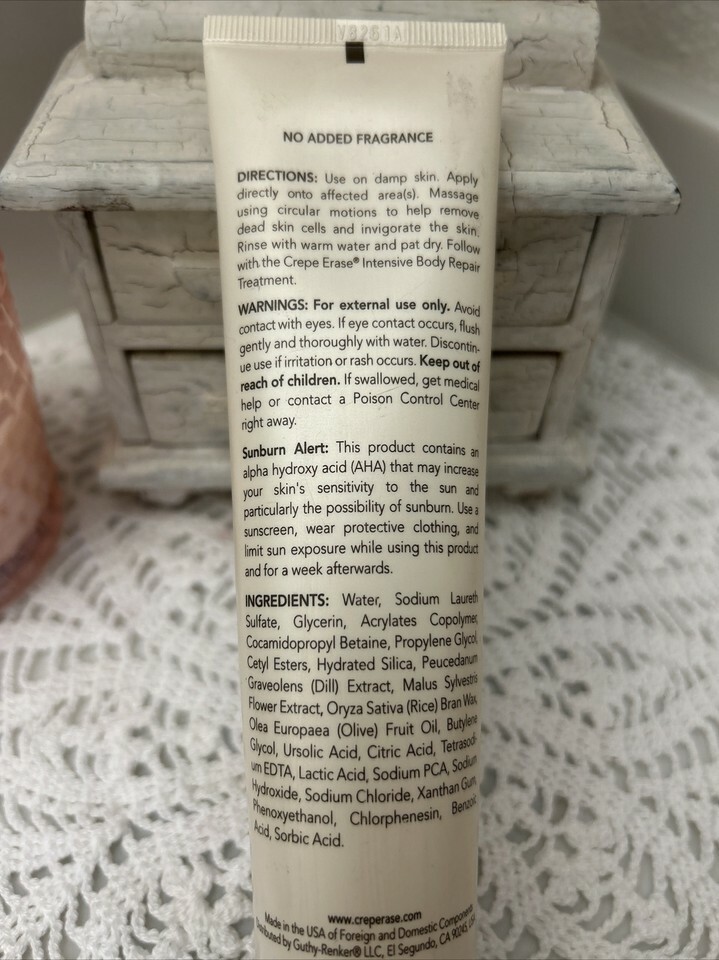 V8261A
NO ADDED FRAGRANCE
DIRECTIONS: Use on damp skin. Apply
directly onto affected area(s). Massage
using circular motions to help remove
dead skin cells and invigorate the skin.
Rinse with warm water and pat dry. Follow
with the Crepe Erase® Intensive Body Repair
Treatment.
WARNINGS: For external use only. Avoid
contact with eyes. If eye contact occurs, flush
gently and thoroughly with water. Discontin-
ue use if irritation or rash occurs. Keep out of
reach of children. If swallowed, get medical
help or contact a Poison Control Center
right away.
Sunburn Alert: This product contains an
alpha hydroxy acid (AHA) that may increase
your skin's sensitivity to the sun and
particularly the possibility of sunburn. Use a
sunscreen, wear protective clothing, and
limit sun exposure while using this product
and for a week afterwards.
INGREDIENTS: Water, Sodium Laureth
Sulfate, Glycerin, Acrylates Copolymer,
Cocamidopropyl Betaine, Propylene Glycol,
Cetyl Esters, Hydrated Silica, Peucedanum
Graveolens (Dill) Extract, Malus Sylvestris
Flower Extract, Oryza Sativa (Rice) Bran Wax,
Olea Europaea (Olive) Fruit Oil, Butylene
Glycol, Ursolic Acid, Citric Acid, Tetrasodi-
um EDTA, Lactic Acid, Sodium PCA, Sodium
Hydroxide, Sodium Chloride, Xanthan Gum,
Phenoxyethanol, Chlorphenesin, Benzoic
Acid, Sorbic Acid.
www.creperase.com
Made in the USA of Foreign and Domestic Components
Distributed by Guthy-Renker® LLC, El Segundo, CA 90245, USA